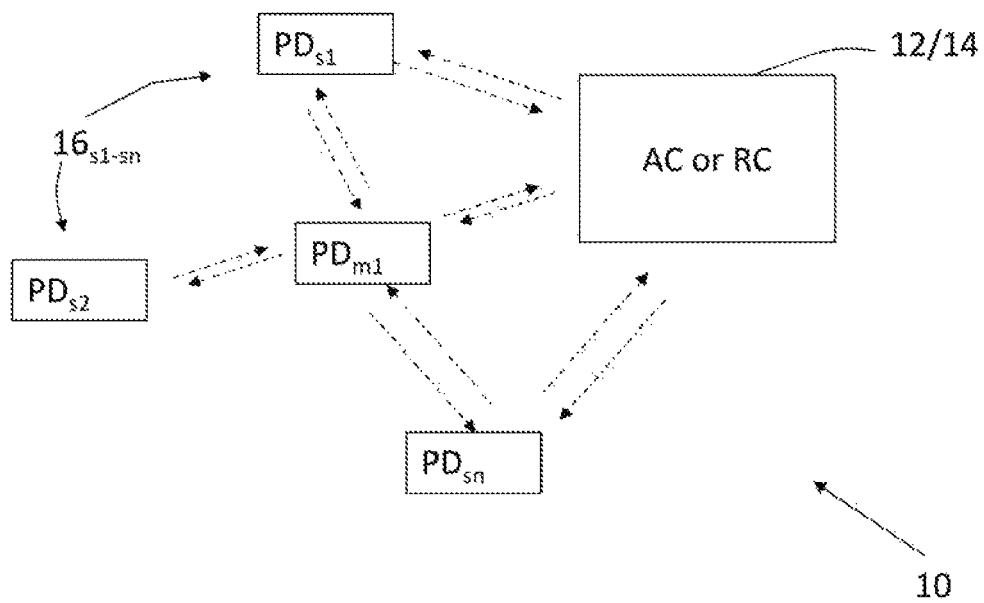 PDs1
12/14
16s1-sn
AC or RC
PDm1
PDs2
PDsn
10